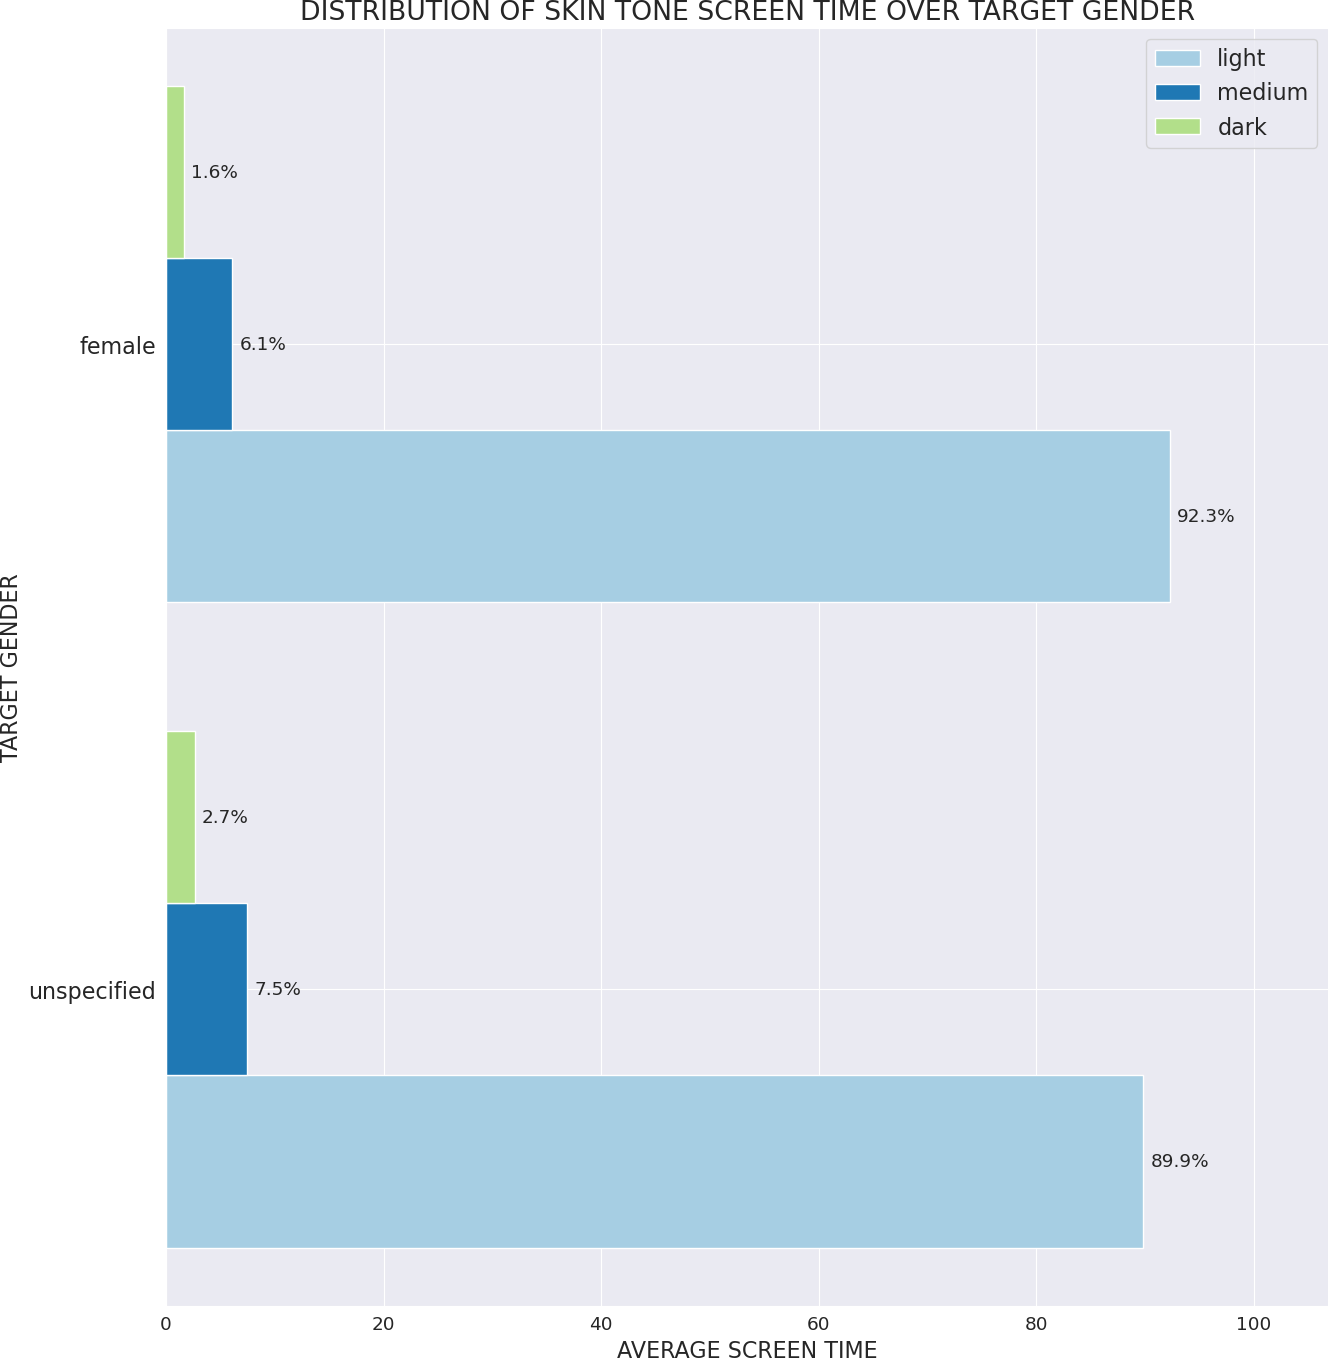 DISTRIBUTION OF SKIN TONE SCREEN TIME OVER TARGET GENDER
light
medium
dark
1.6%
female
6.1%
92.3%
TARGET GENDER
2.7%
unspecified
7.5%
89.9%
0
20
40
60
80
100
AVERAGE SCREEN TIME